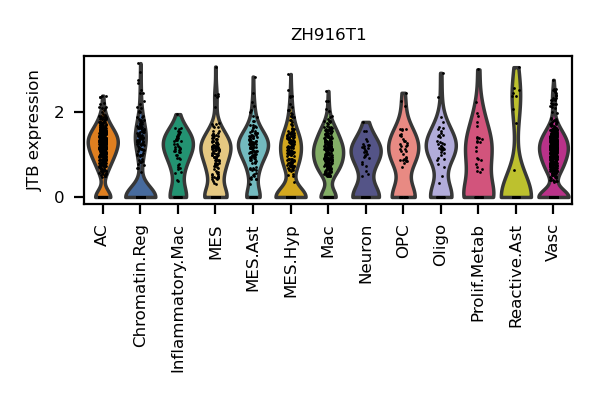 ZH916T1
JTB expression
2
0
AC
Chromatin.Reg
Inflammatory.Mac
MES
MES.Ast
MES.Hyp
Mac
Neuron
OPC
Oligo
Prolif.Metab
Reactive.Ast
Vasc